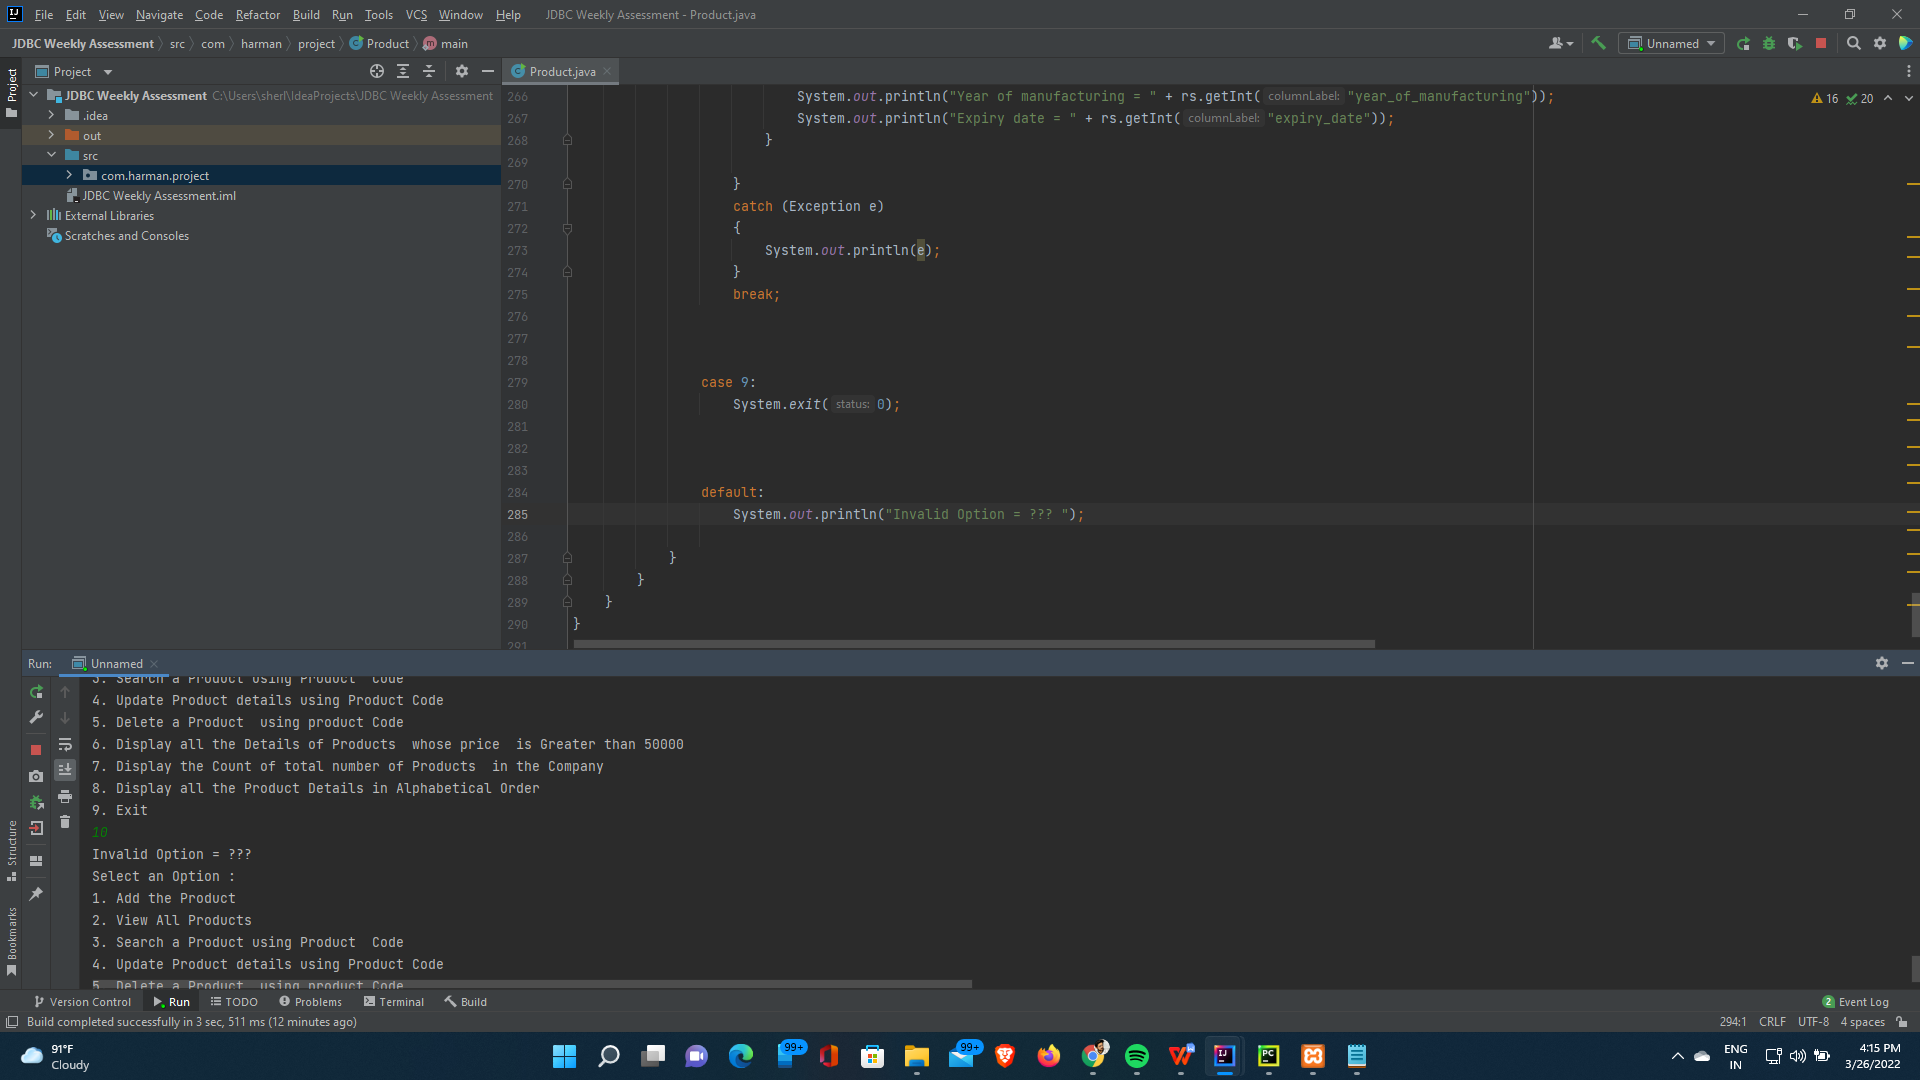 File Edit View Navigate Code Refactor Build Run Tools VCS Window Help JDBC Weekly Assessment - Product.java
JDBC Weekly Assessment src com harman project Product main Unnamed
Project
Project
Product.java
JDBC Weekly Assessment C:\Users\sherl\IdeaProjects\JDBC Weekly Assessment
.idea
out
src
com.harman.project
JDBC Weekly Assessment.iml
External Libraries
Scratches and Consoles
16 20
266 System.out.println("Year of manufacturing = " + rs.getInt( columnLabel: "year_of_manufacturing"));
267 System.out.println("Expiry date = " + rs.getInt( columnLabel: "expiry_date"));
268 }
269
270 }
271 catch (Exception e)
272 {
273 System.out.println(e);
274 }
275 break;
276
277
278
279 case 9:
280 System.exit( status: 0);
281
282
283
284 default:
285 System.out.println("Invalid Option = ??? ");
286
287 }
288 }
289 }
290 }
291
Run: Unnamed
3. Search a Product using Product  Code
4. Update Product details using Product Code
5. Delete a Product  using product Code
6. Display all the Details of Products  whose price  is Greater than 50000
7. Display the Count of total number of Products  in the Company
8. Display all the Product Details in Alphabetical Order
9. Exit
10
Invalid Option = ???
Select an Option :
1. Add the Product
2. View All Products
3. Search a Product using Product  Code
4. Update Product details using Product Code
5. Delete a Product  using product Code
Structure
Bookmarks
Version Control Run TODO Problems Terminal Build 2 Event Log
Build completed successfully in 3 sec, 511 ms (12 minutes ago) 294:1 CRLF UTF-8 4 spaces
91°F
Cloudy
99+ 99+
ENG
IN
4:15 PM
3/26/2022